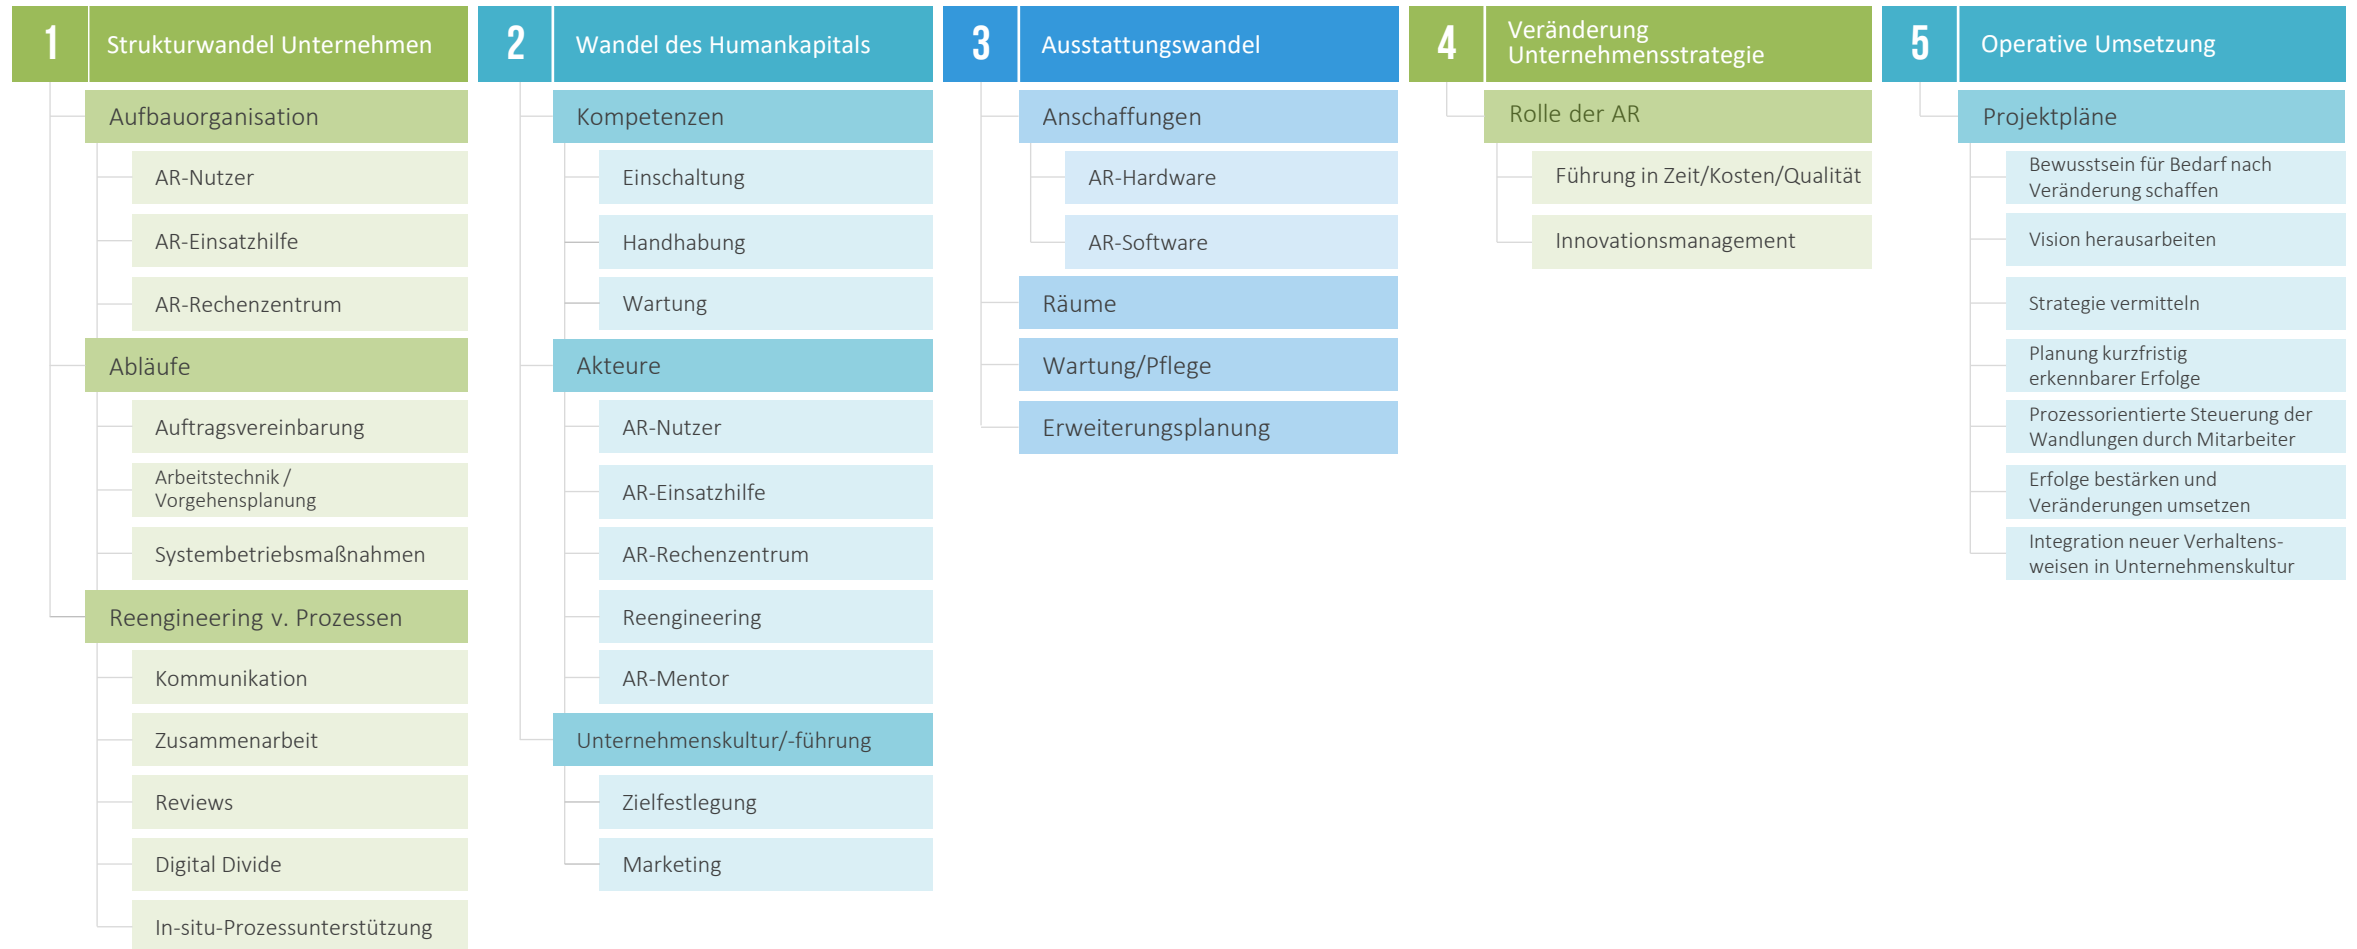 1
Strukturwandel Unternehmen
Aufbauorganisation
AR-Nutzer
AR-Einsatzhilfe
AR-Rechenzentrum
Abläufe
Auftragsvereinbarung
Arbeitstechnik /
Vorgehensplanung
Systembetriebsmaßnahmen
Reengineering v. Prozessen
Kommunikation
Zusammenarbeit
Reviews
Digital Divide
In-situ-Prozessunterstützung
2
Wandel des Humankapitals
Kompetenzen
Einschaltung
Handhabung
Wartung
Akteure
AR-Nutzer
AR-Einsatzhilfe
AR-Rechenzentrum
Reengineering
AR-Mentor
Unternehmenskultur/-führung
Zielfestlegung
Marketing
3
Ausstattungswandel
Anschaffungen
AR-Hardware
AR-Software
Räume
Wartung/Pflege
Erweiterungsplanung
4
Veränderung
Unternehmensstrategie
Rolle der AR
Führung in Zeit/Kosten/Qualität
Innovationsmanagement
5
Operative Umsetzung
Projektpläne
Bewusstsein für Bedarf nach
Veränderung schaffen
Vision herausarbeiten
Strategie vermitteln
Planung kurzfristig
erkennbarer Erfolge
Prozessorientierte Steuerung der
Wandlungen durch Mitarbeiter
Erfolge bestärken und
Veränderungen umsetzen
Integration neuer Verhaltens-
weisen in Unternehmenskultur